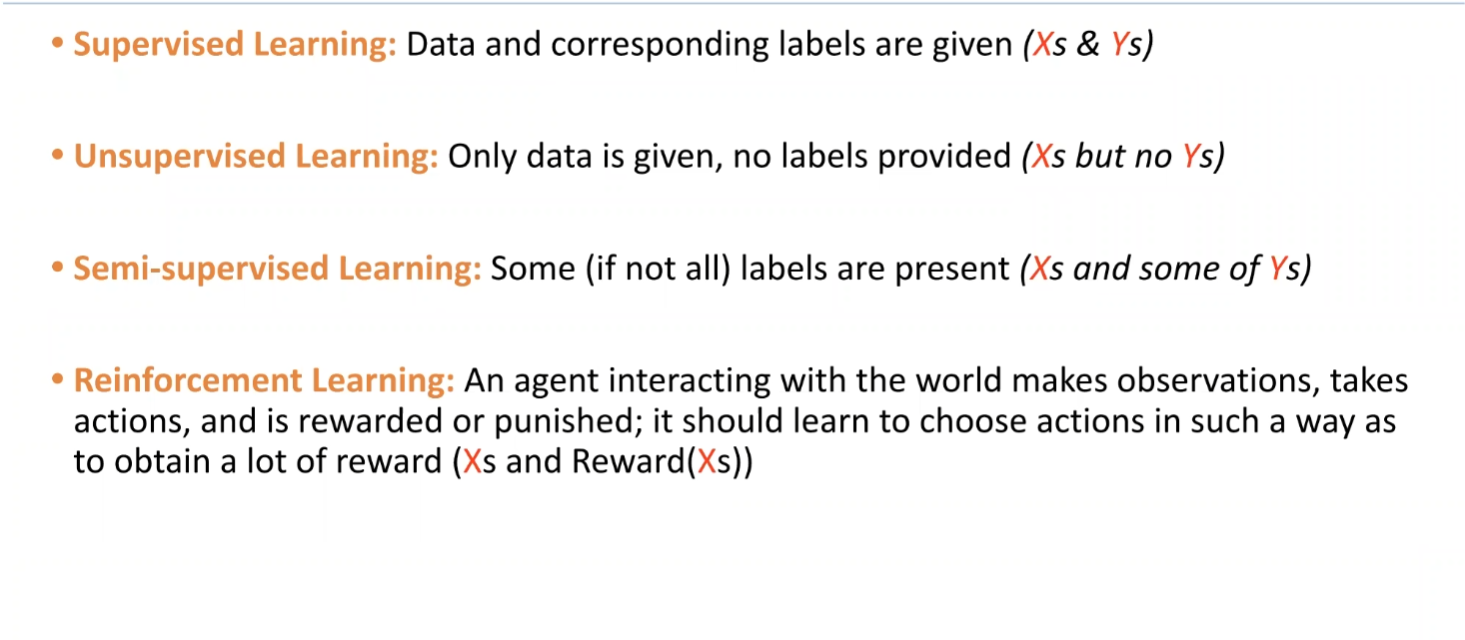 • Supervised Learning: Data and corresponding labels are given (Xs & Ys)
• Unsupervised Learning: Only data is given, no labels provided (Xs but no Ys)
• Semi-supervised Learning: Some (if not all) labels are present (Xs and some of Ys)
• Reinforcement Learning: An agent interacting with the world makes observations, takes
actions, and is rewarded or punished; it should learn to choose actions in such a way as
to obtain a lot of reward (Xs and Reward(Xs))